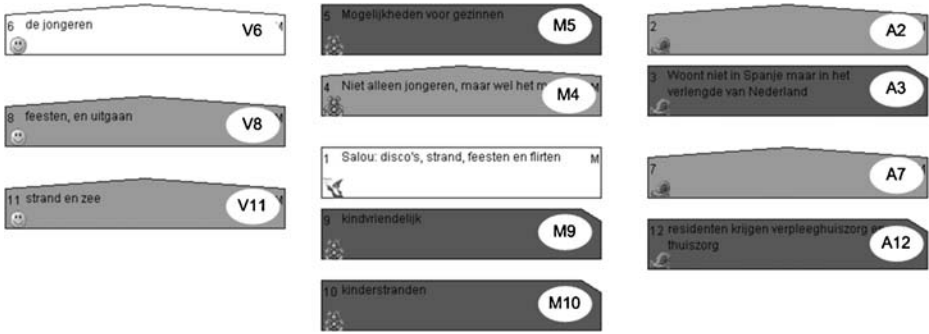 6 de jongeren
V6
8 feesten, en uitgaan M
V8
11 strand en zee
V11
5 Mogelijkheden voor gezinnen
M5
4 Niet alleen jongeren, maar wel het M
M4
1 Salou: disco's, strand, feesten en flirten M
9 kindvriendelijk
M9
10 kinderstranden
M10
2
A2
3 Woont niet in Spanje maar in het
verlengde van Nederland
A3
7
A7
12 residenten krijgen verpleeghuiszorg
thuiszorg
A12